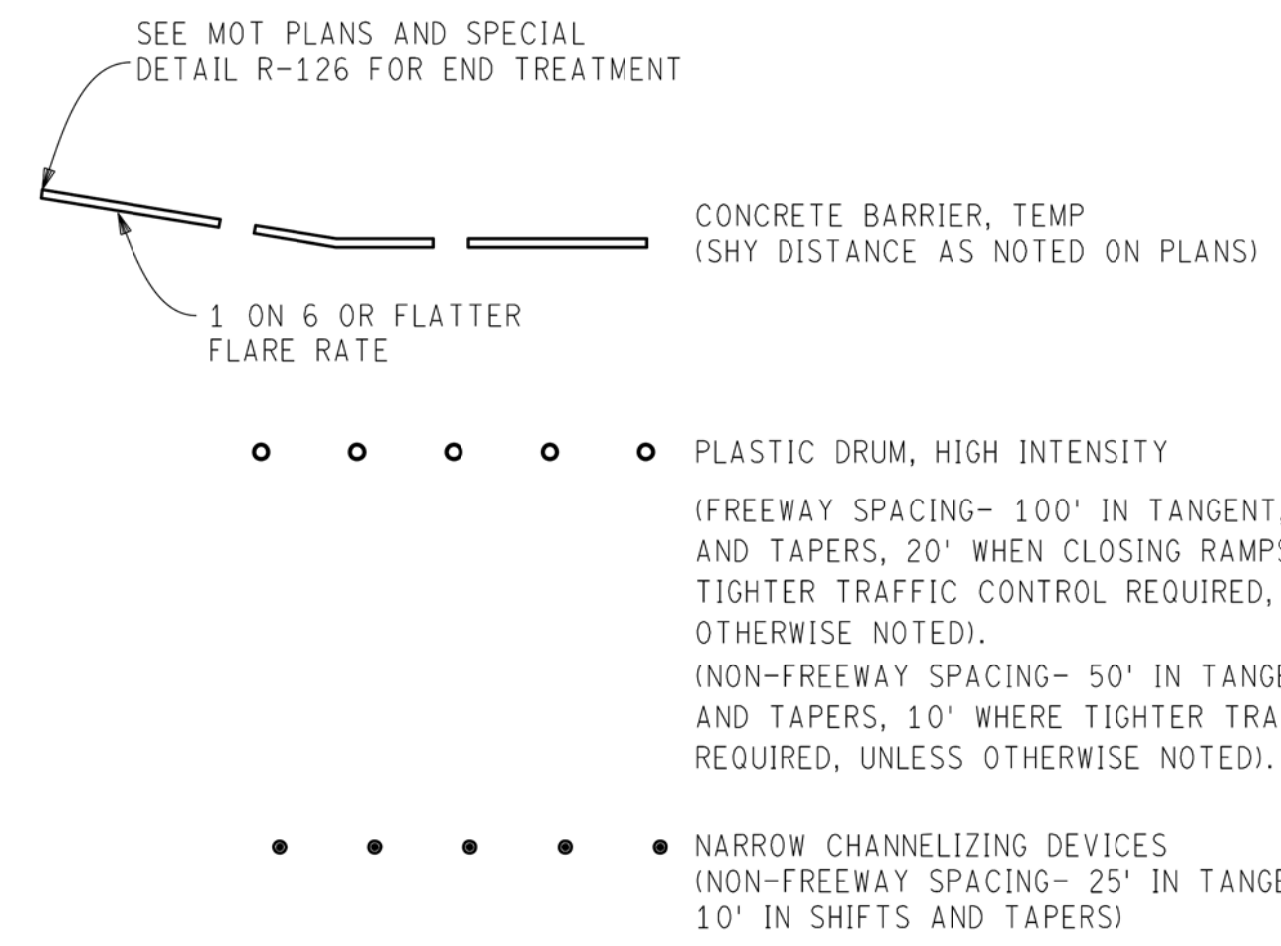 SEE MOT PLANS AND SPECIAL
DETAIL R-126 FOR END TREATMENT
CONCRETE BARRIER, TEMP
(SHY DISTANCE AS NOTED ON PLANS)
1 ON 6 OR FLATTER
FLARE RATE
PLASTIC DRUM, HIGH INTENSITY
(FREEWAY SPACING- 100' IN TANGENT,
AND TAPERS, 20' WHEN CLOSING RAMPS
TIGHTER TRAFFIC CONTROL REQUIRED,
OTHERWISE NOTED).
(NON-FREEWAY SPACING- 50' IN
AND TAPERS, 10' WHERE TIGHTER
REQUIRED, UNLESS OTHERWISE NOTED).
NARROW CHANNELIZING DEVICES
(NON-FREEWAY SPACING- 25' IN
10' IN SHIFTS AND TAPERS)